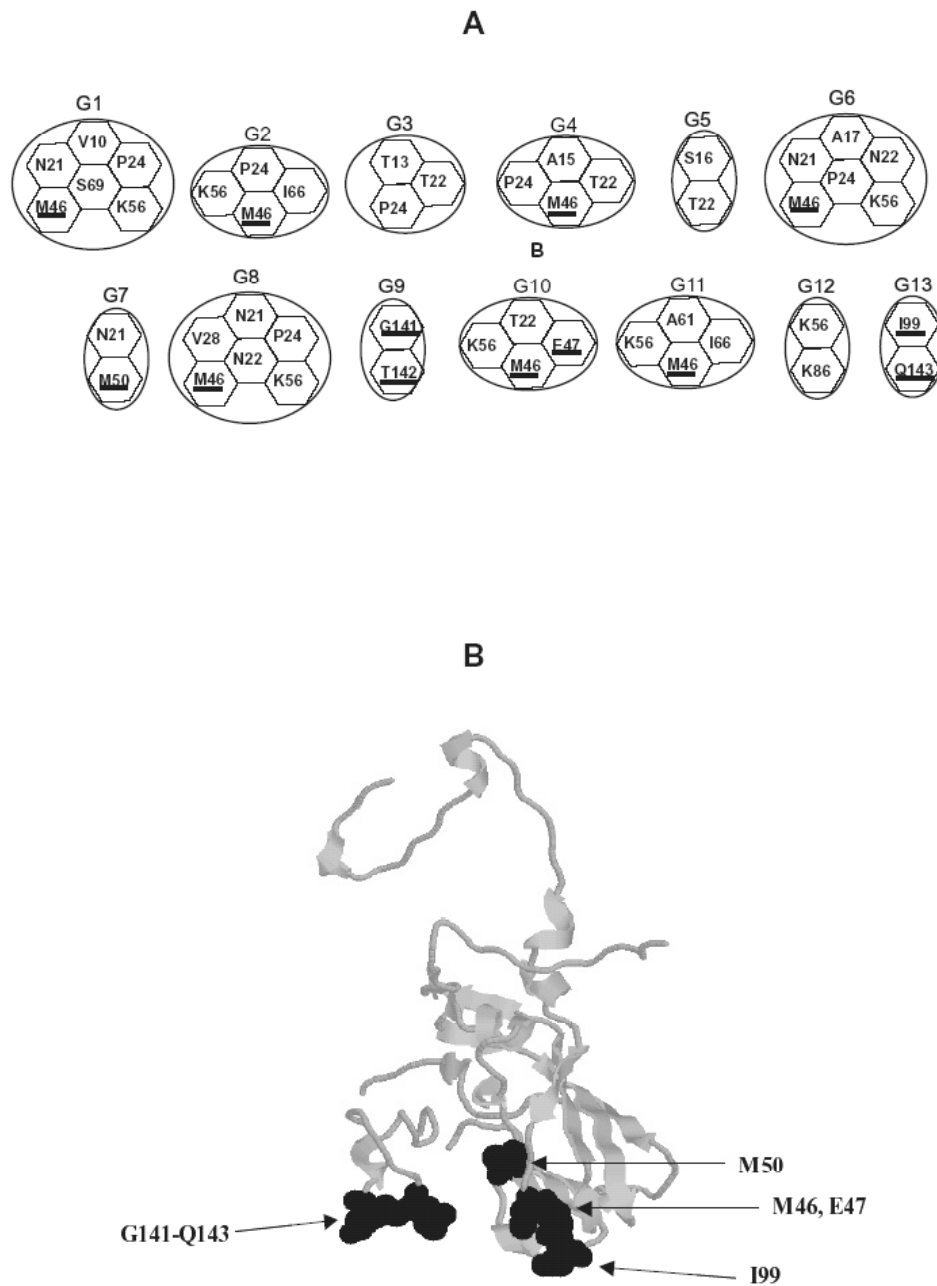 A
G1 G2 G3 G4 G5 G6
V10
N21 P24
S69
M46 K56
P24
K56 I66
M46
T13
T22
P24
A15
P24 T22
M46
S16
T22
A17
N21 N22
P24
M46 K56
B
G7 G8 G9 G10 G11 G12 G13
N21
M50
N21
V28 P24
N22
M46 K56
G141
T142
T22
K56 E47
M46
A61
K56 I66
M46
K56
K86
I99
Q143
B
M50
M46, E47
G141-Q143
I99